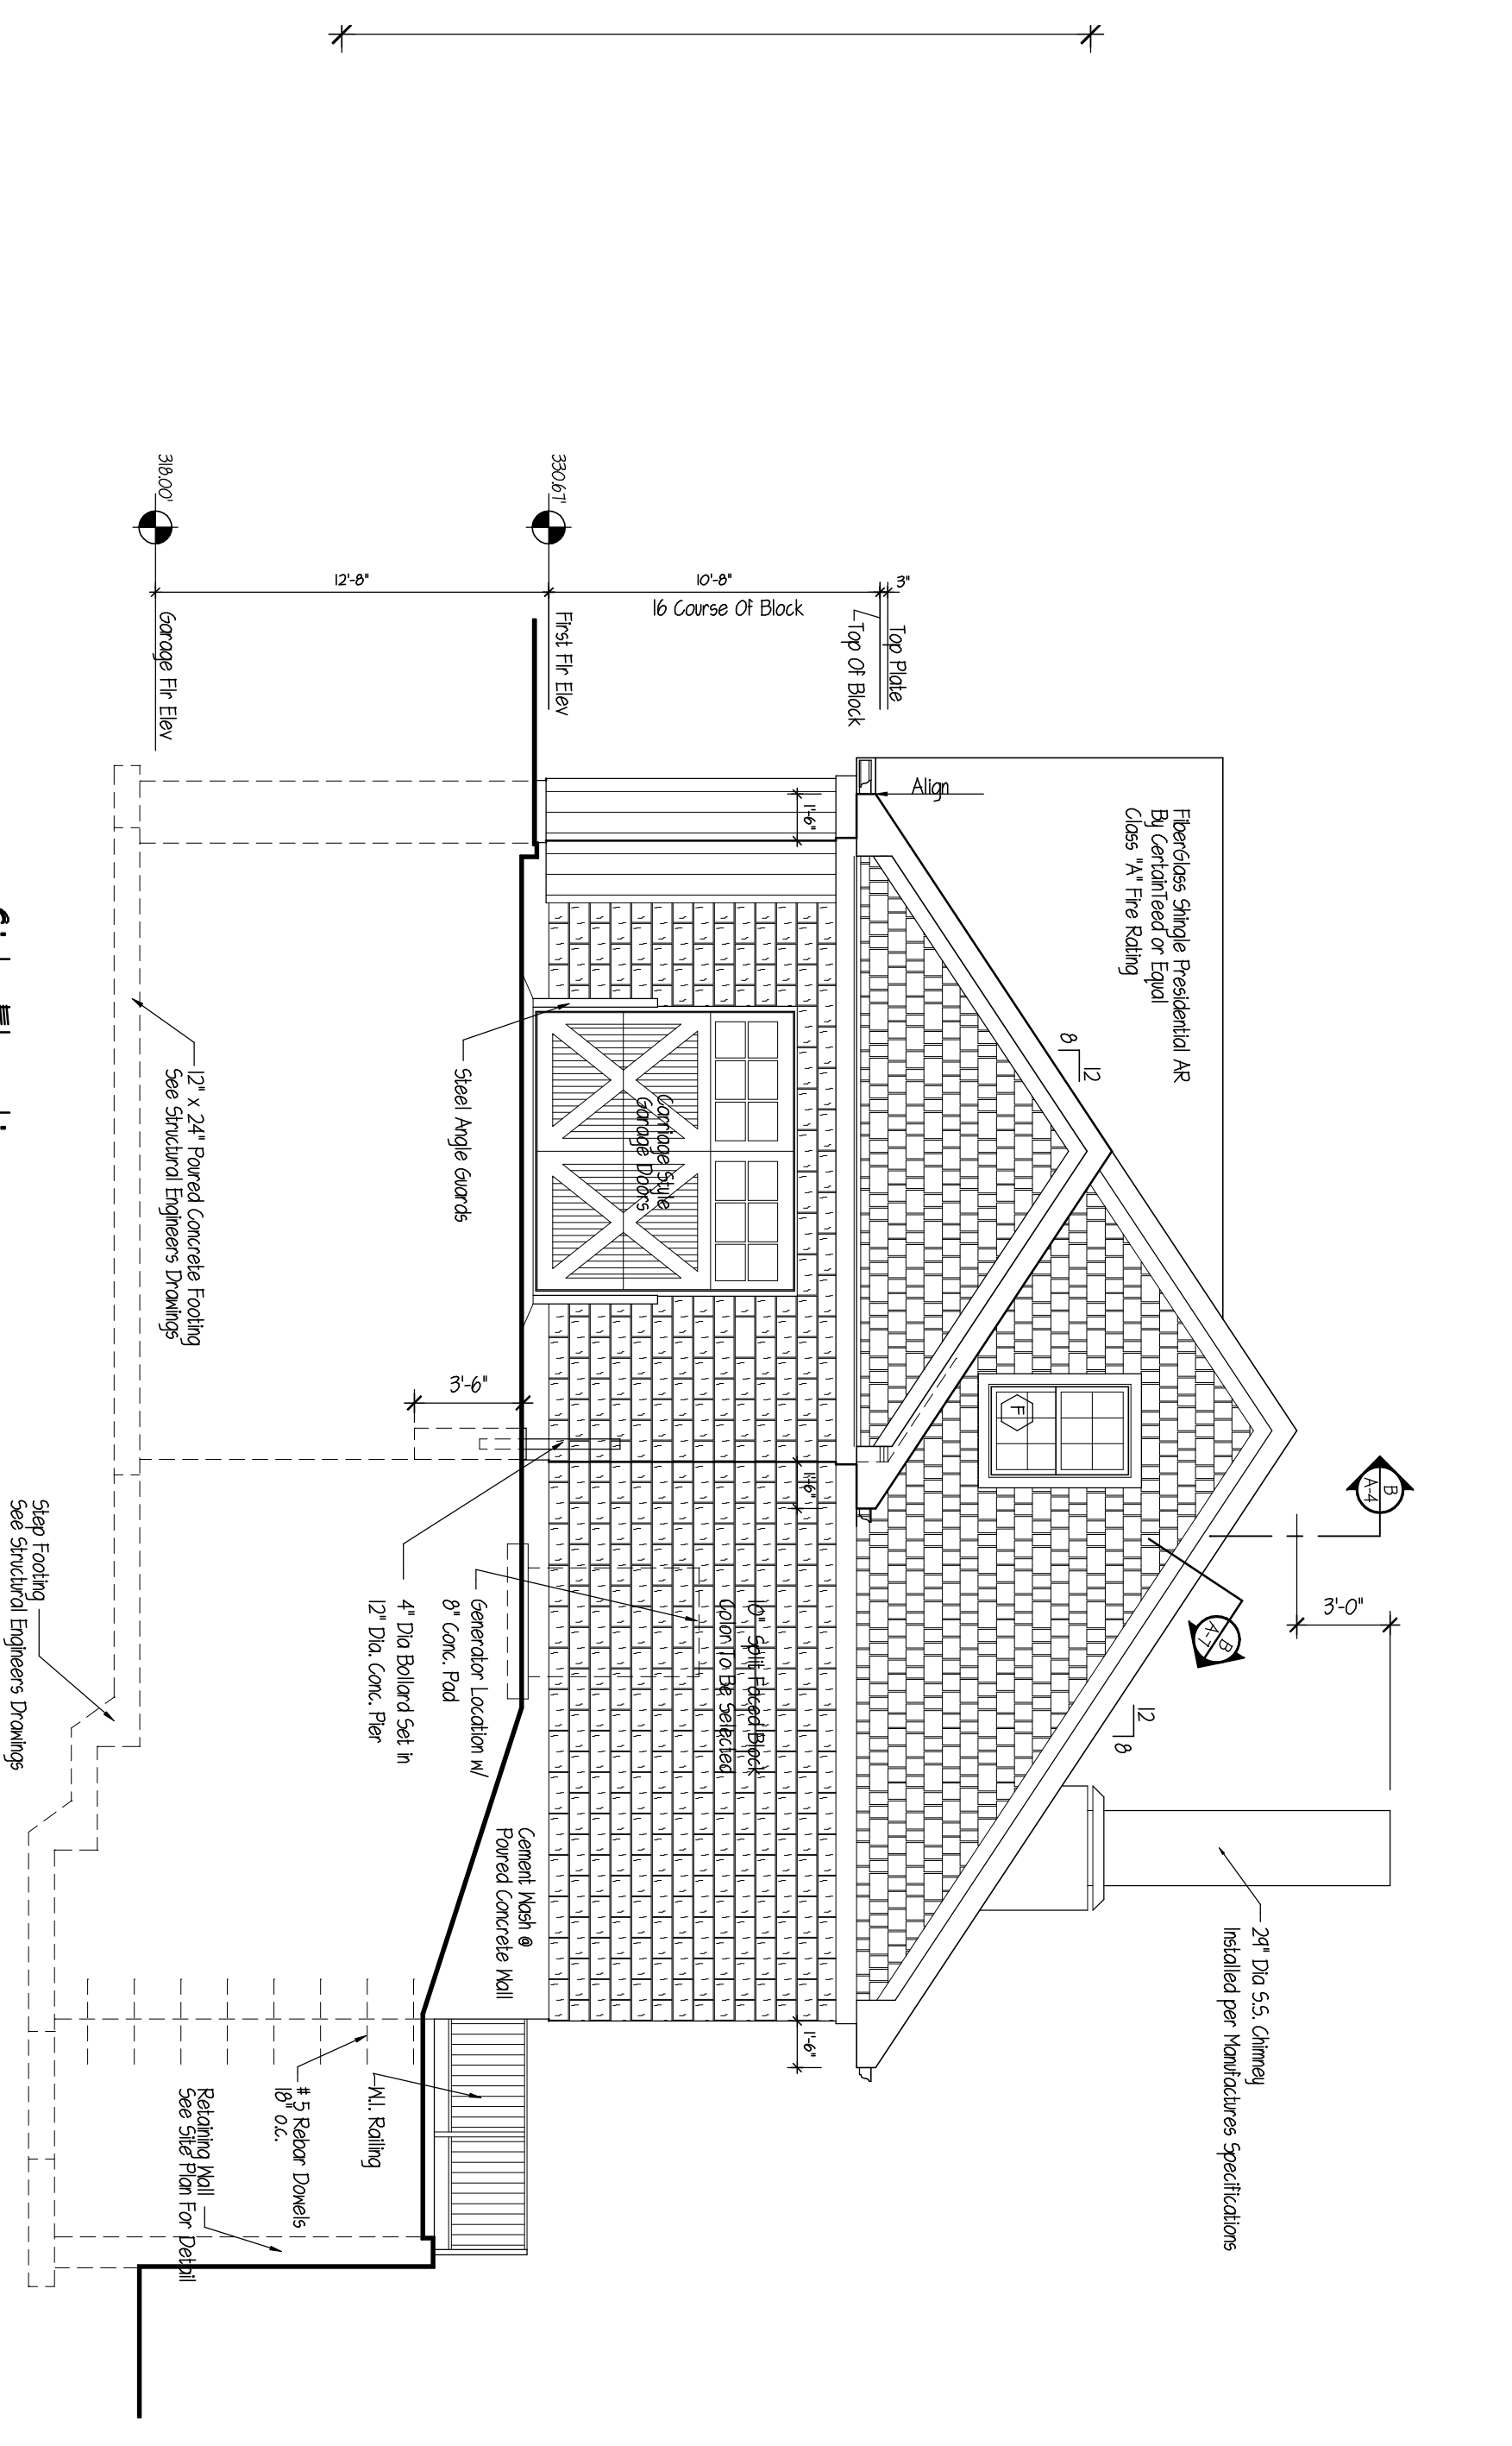 B
A-4
3'-0"
B
A-7
12
8
29" Dia S.S. Chimney
Installed per Manufactures Specifications
FiberGlass Shingle Presidential AR
By CertainTeed or Equal
Class "A" Fire Rating
8
12
F
Align
3"
Top Plate
Top Of Block
10'-8"
16 Course Of Block
1'-6"
1'-6"
1'-6"
10" Split Faced Block
Color To Be Selected
Carriage Style
Garage Doors
330.67'
First Flr Elev
Cement Wash @
Poured Concrete Wall
Steel Angle Guards
3'-6"
Generator Location w/
8" Conc. Pad
4" Dia Bollard Set in
12" Dia. Conc. Pier
W.I. Railing
# 5 Rebar Dowels
18" o.c.
12'-8"
Retaining Wall
See Site Plan For Detail
318.00'
Garage Flr Elev
12" x 24" Poured Concrete Footing
See Structural Engineers Drawings
Step Footing
See Structural Engineers Drawings